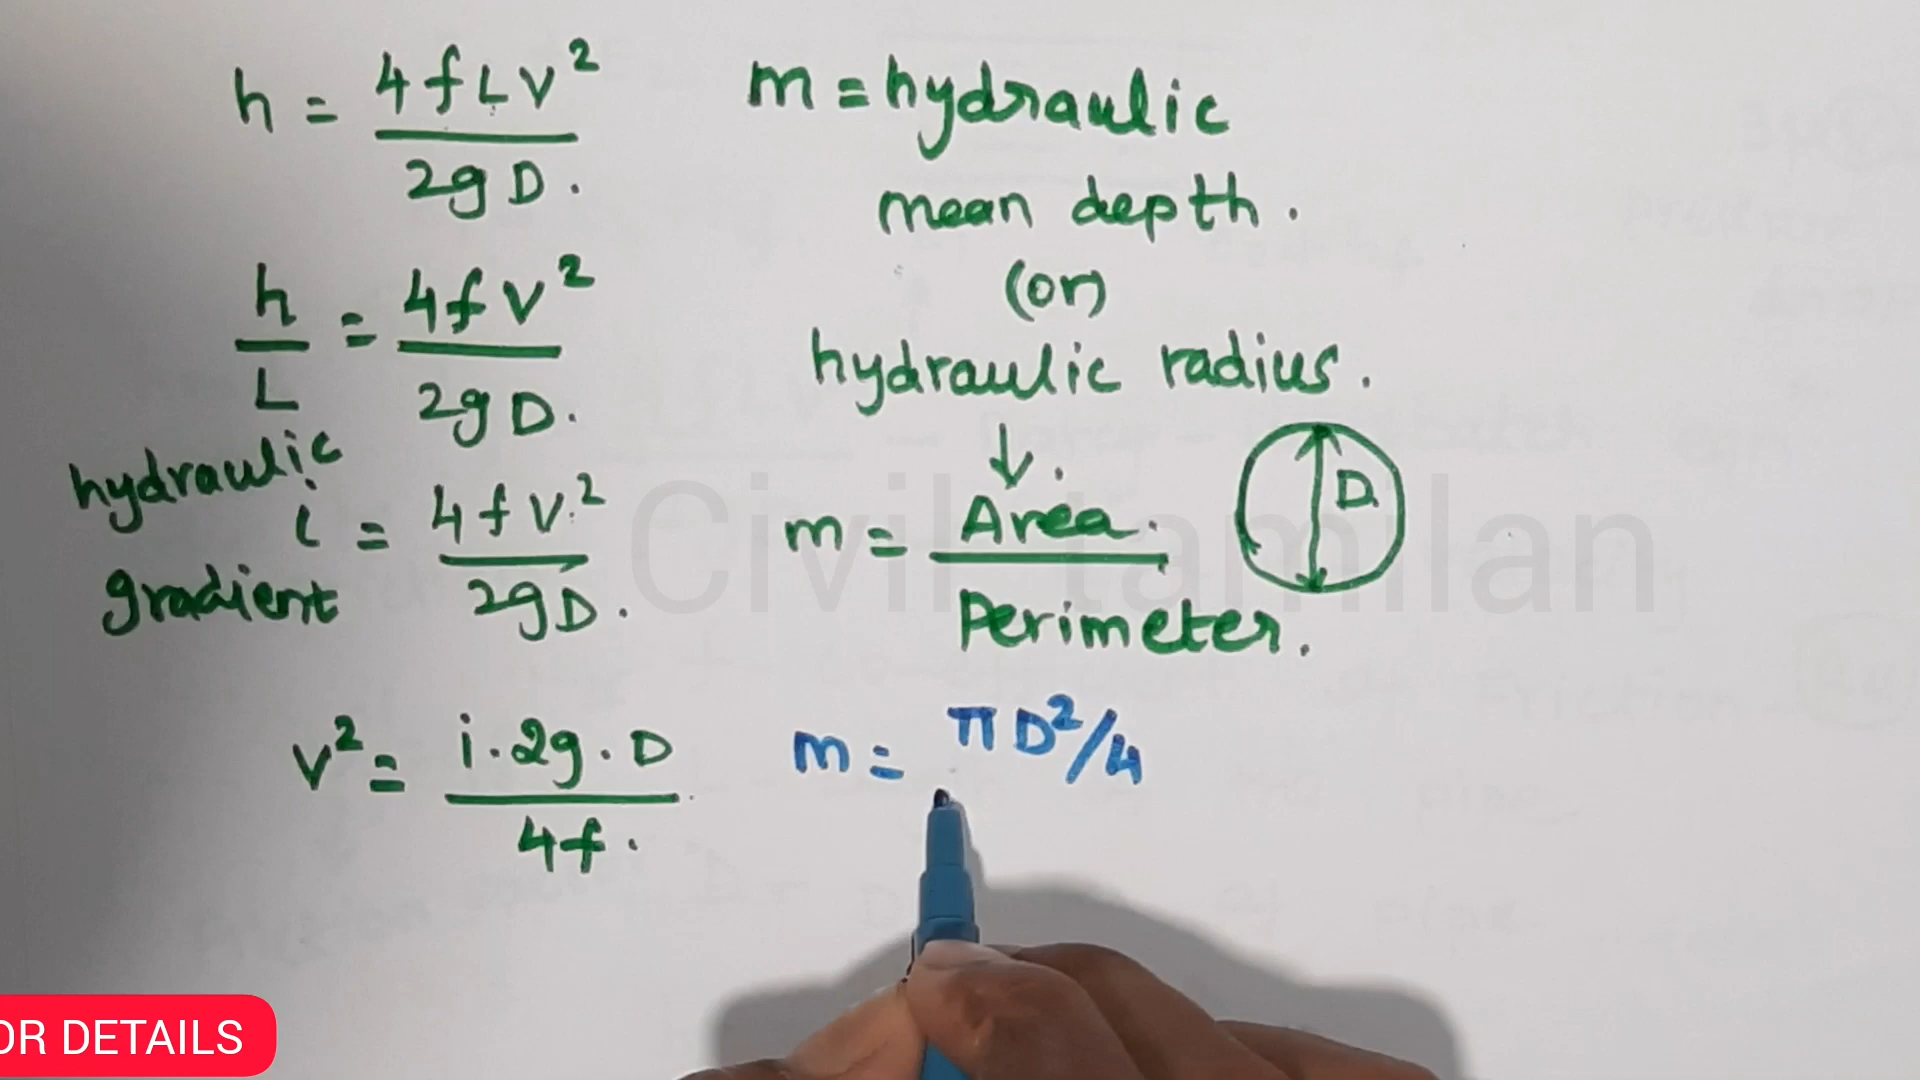 h = 4fLV² / 2gD.
h / L = 4fV² / 2gD.
hydraulic
gradient
i = 4fV² / 2gD.
V² = i.2g.D / 4f.
m = hydraulic
mean depth.
(or)
hydraulic radius.
↓.
m = Area. / Perimeter.
D
m = πD²/4
Civil tamilan
OR DETAILS